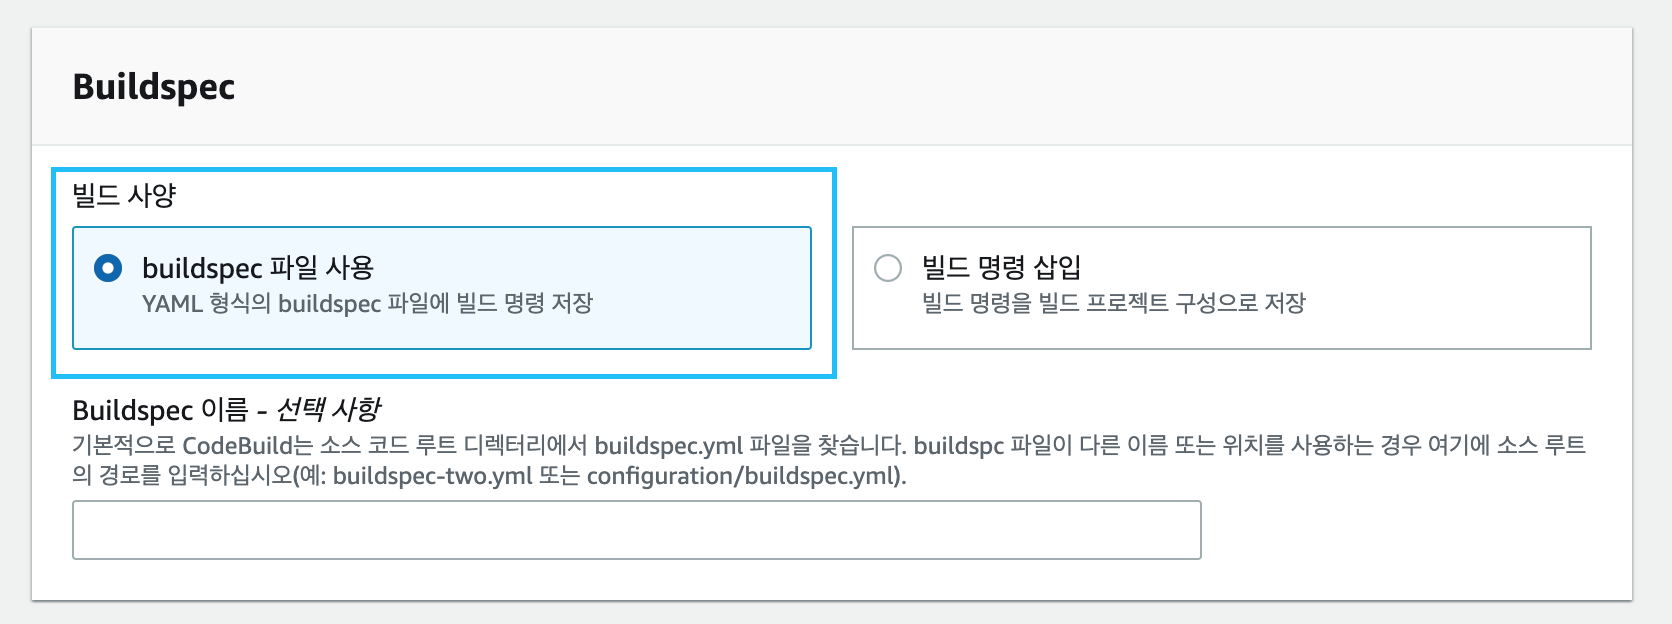 Buildspec
빌드 사양
buildspec 파일 사용
YAML 형식의 buildspec 파일에 빌드 명령 저장
빌드 명령 삽입
빌드 명령을 빌드 프로젝트 구성으로 저장
Buildspec 이름 - 선택 사항
기본적으로 CodeBuild는 소스 코드 루트 디렉터리에서 buildspec.yml 파일을 찾습니다. buildspc 파일이 다른 이름 또는 위치를 사용하는 경우 여기에 소스 루트
의 경로를 입력하십시오(예: buildspec-two.yml 또는 configuration/buildspec.yml).